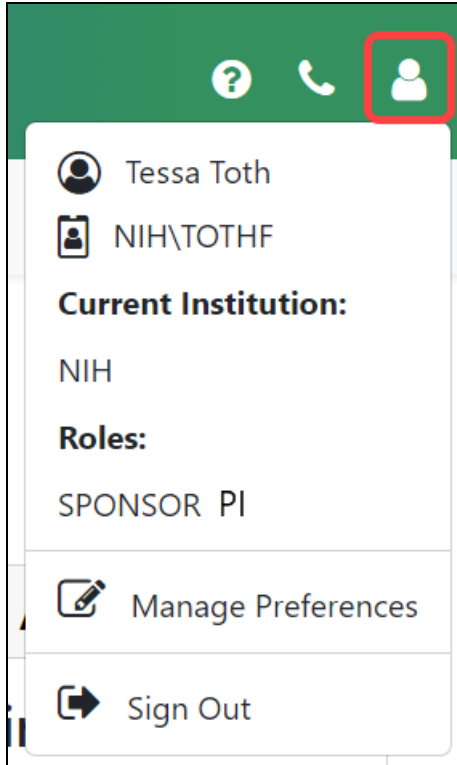 Tessa Toth
NIH\TOTHF
Current Institution:
NIH
Roles:
SPONSOR PI
Manage Preferences
Sign Out